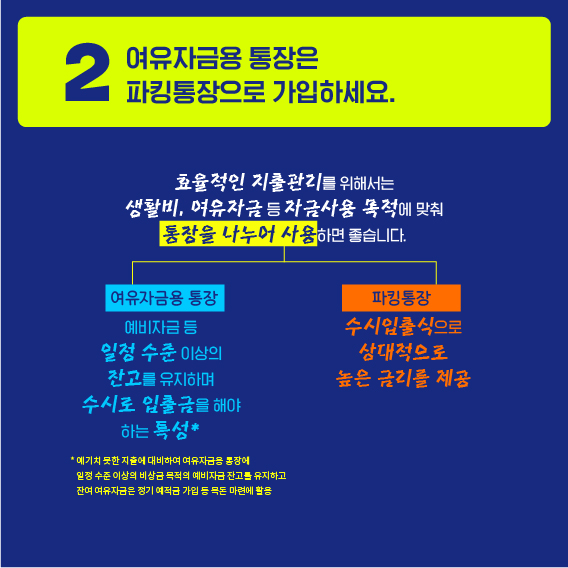 2
여유자금용 통장은
파킹통장으로 가입하세요.
효율적인 지출관리를 위해서는
생활비, 여유자금 등 자금사용 목적에 맞춰
통장을 나누어 사용하면 좋습니다.
여유자금용 통장
예비자금 등
일정 수준 이상의
잔고를 유지하며
수시로 입출금을 해야
하는 특성*
파킹통장
수시입출식으로
상대적으로
높은 금리를 제공
* 예기치 못한 지출에 대비하여 여유자금용 통장에
일정 수준 이상의 비상금 목적의 예비자금 잔고를 유지하고
잔여 여유자금은 정기 예적금 가입 등 목돈 마련에 활용